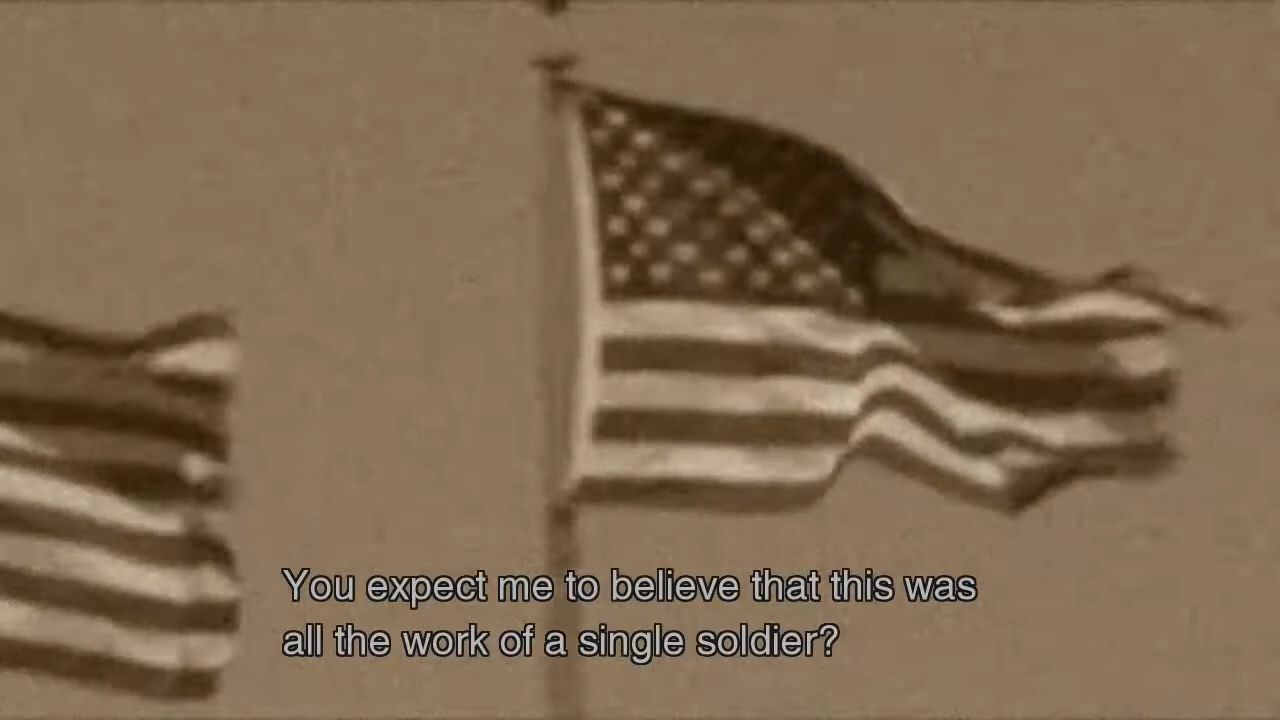 You expect me to believe that this was
all the work of a single soldier?